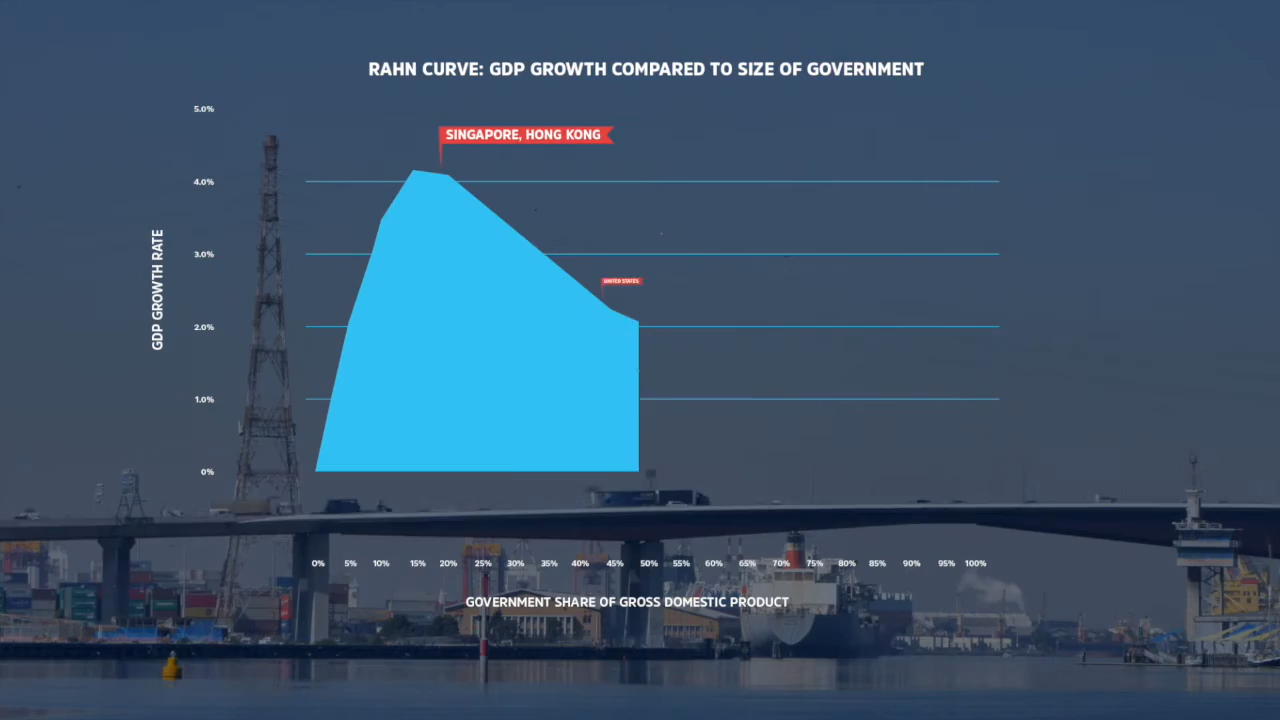 RAHN CURVE: GDP GROWTH COMPARED TO SIZE OF GOVERNMENT
5.0%
SINGAPORE, HONG KONG
4.0%
3.0%
UNITED STATES
2.0%
1.0%
0%
GDP GROWTH RATE
0% 5% 10% 15% 20% 25% 30% 35% 40% 45% 50% 55% 60% 65% 70% 75% 80% 85% 90% 95% 100%
GOVERNMENT SHARE OF GROSS DOMESTIC PRODUCT